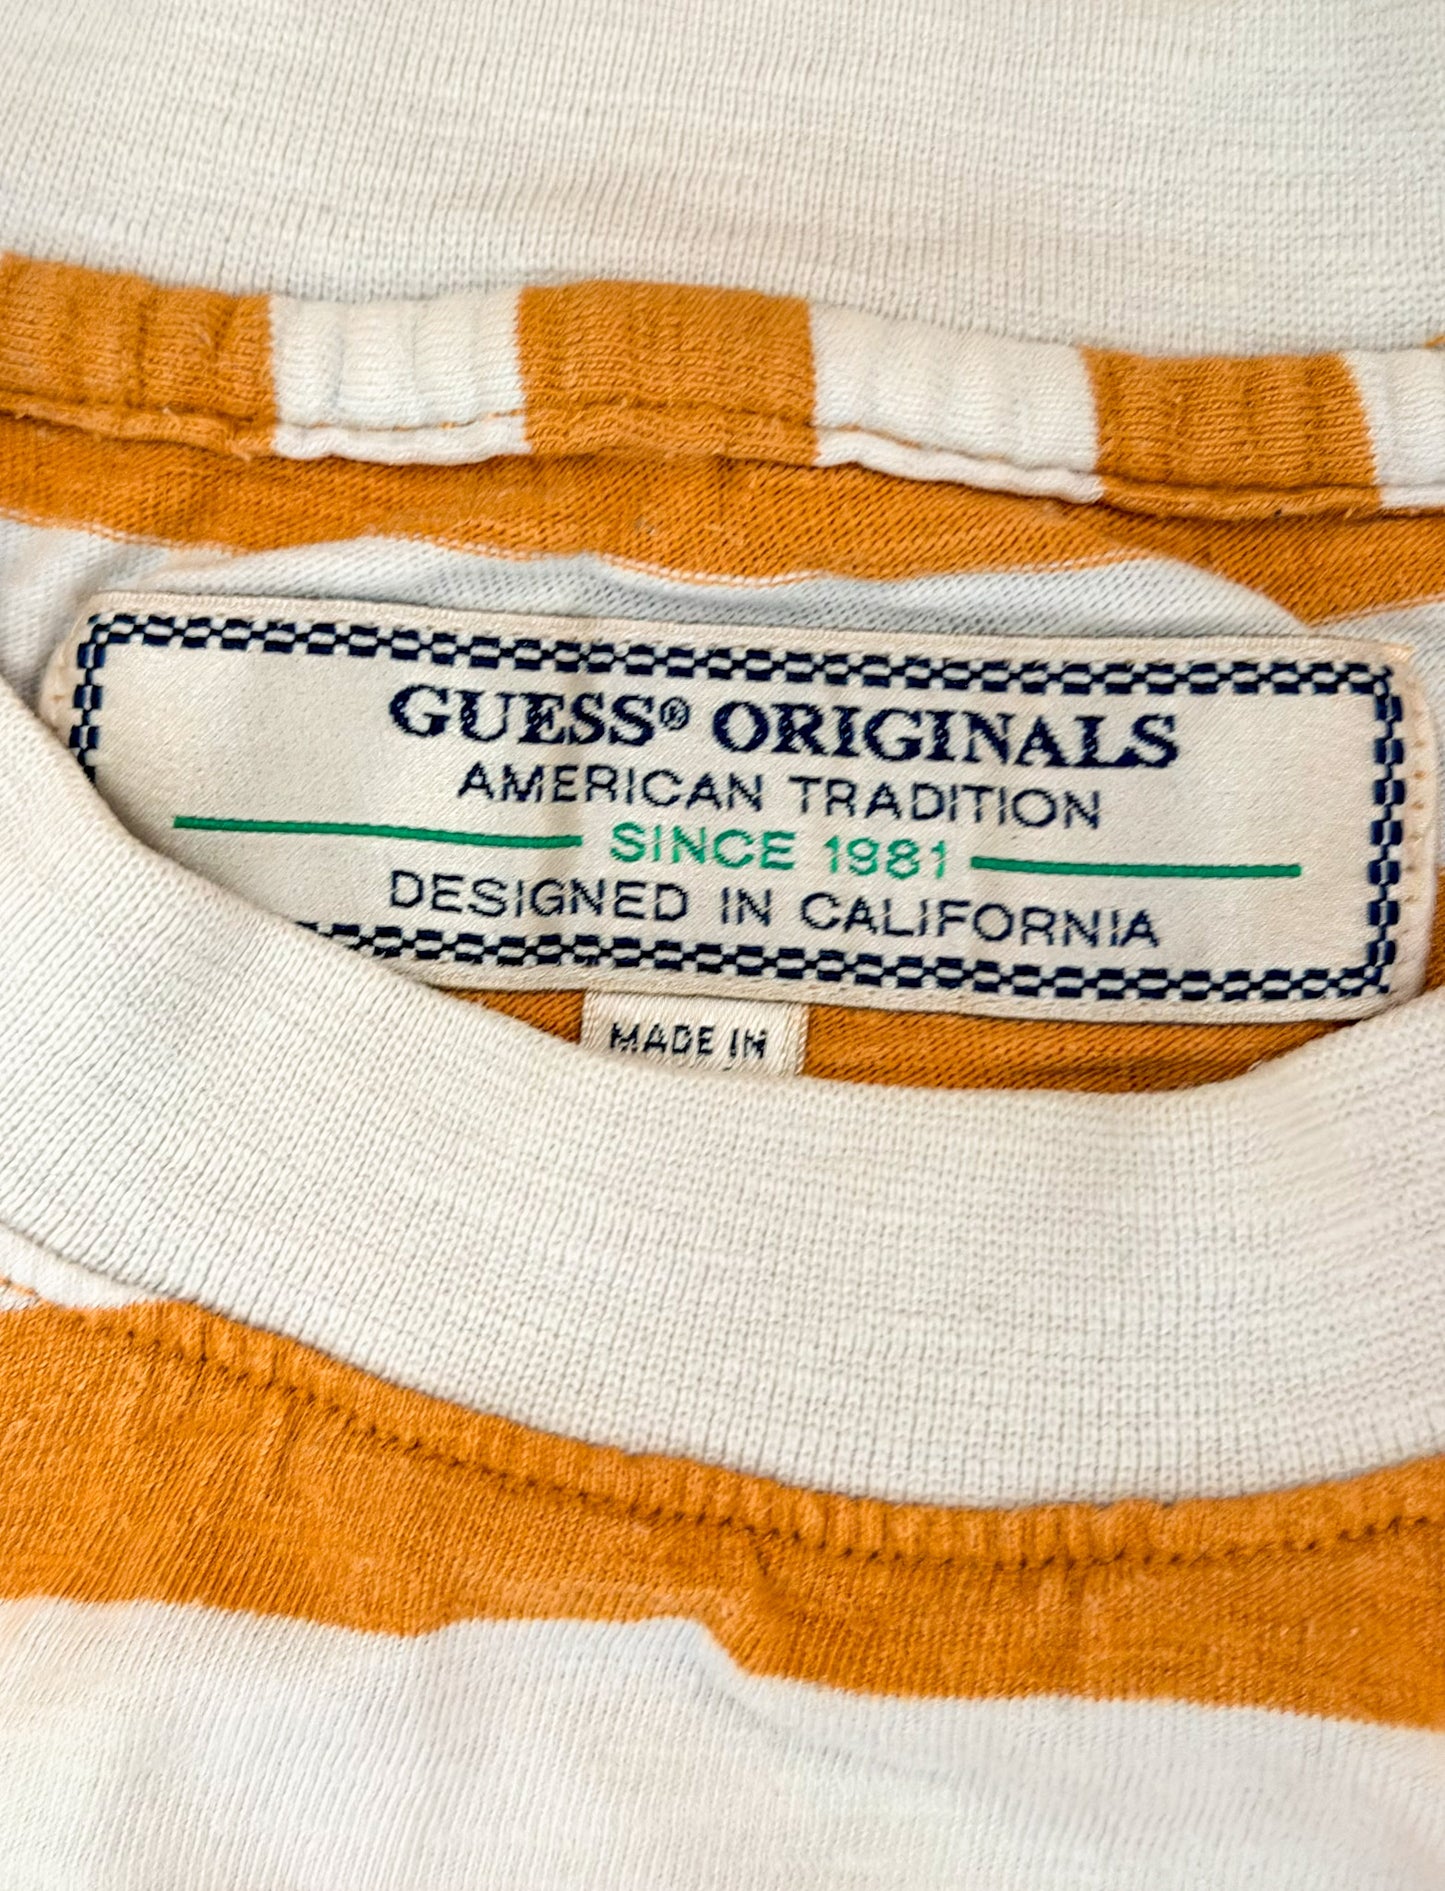 GUESS® ORIGINALS
AMERICAN TRADITION
SINCE 1981
DESIGNED IN CALIFORNIA
MADE IN